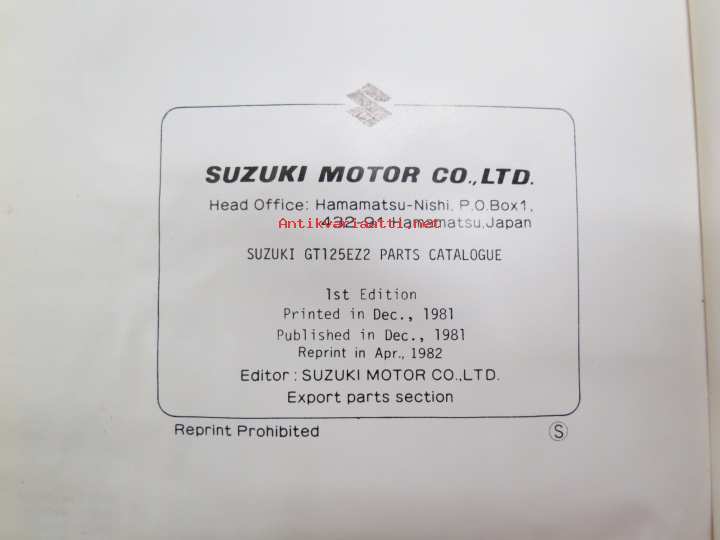 SUZUKI MOTOR CO.,LTD.
Head Office: Hamamatsu-Nishi, P.O.Box1,
432-91 Hamamatsu,Japan
Antikvariaatti.net
SUZUKI GT125EZ2 PARTS CATALOGUE
1st Edition
Printed in Dec., 1981
Published in Dec., 1981
Reprint in Apr., 1982
Editor : SUZUKI MOTOR CO.,LTD.
Export parts section
Reprint Prohibited
Ⓢ